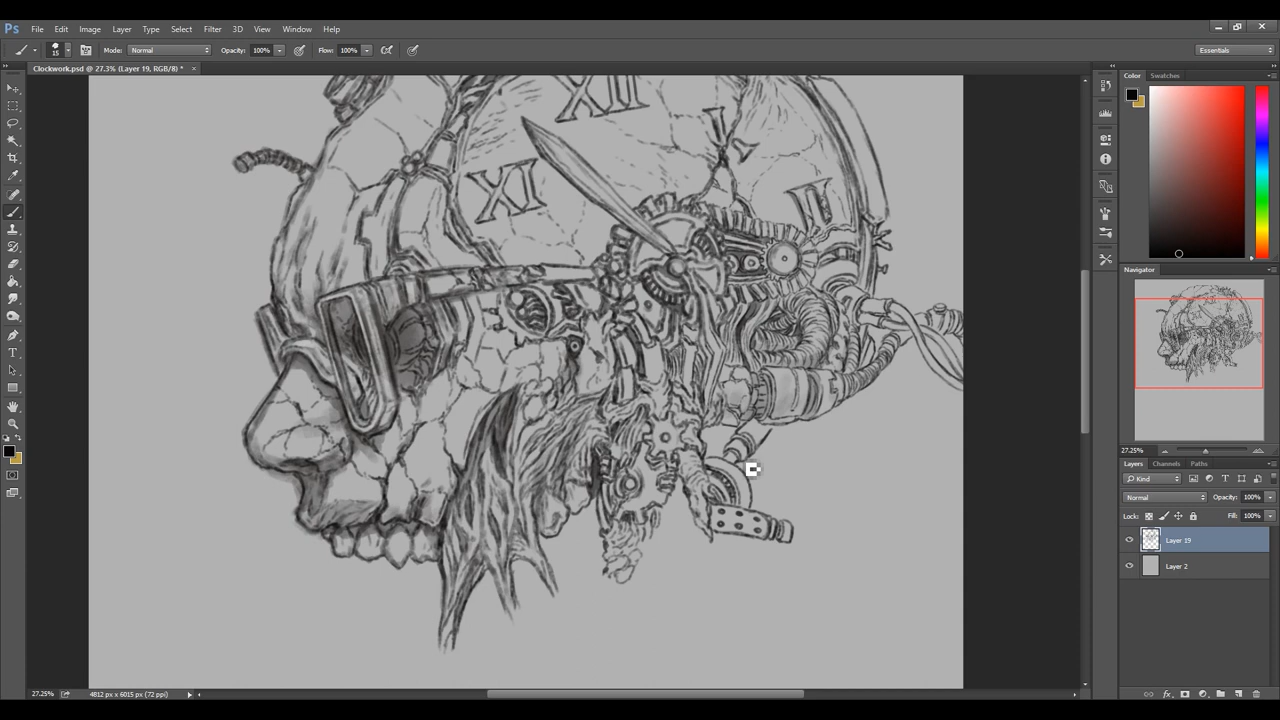 Ps File Edit Image Layer Type Select Filter 3D View Window Help
15 Mode: Normal Opacity: 100% Flow: 100% Essentials
Clockwork.psd @ 27.3% (Layer 19, RGB/8) * ×
Color Swatches
XII
I
XI
II
Navigator
27.25%
Layers Channels Paths
Kind
Normal Opacity: 100%
Lock: Fill: 100%
Layer 19
Layer 2
27.25% 4812 px x 6015 px (72 ppi)